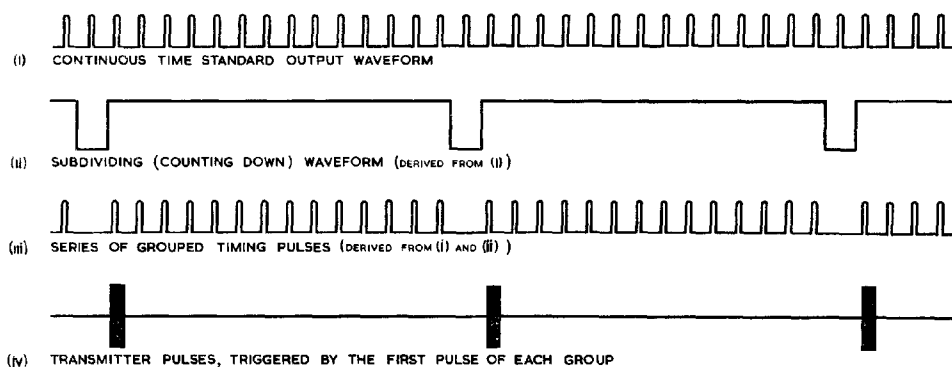 (i) CONTINUOUS TIME STANDARD OUTPUT WAVEFORM
(ii) SUBDIVIDING (COUNTING DOWN) WAVEFORM (DERIVED FROM (i))
(iii) SERIES OF GROUPED TIMING PULSES (DERIVED FROM (i) AND (ii) )
(iv) TRANSMITTER PULSES, TRIGGERED BY THE FIRST PULSE OF EACH GROUP